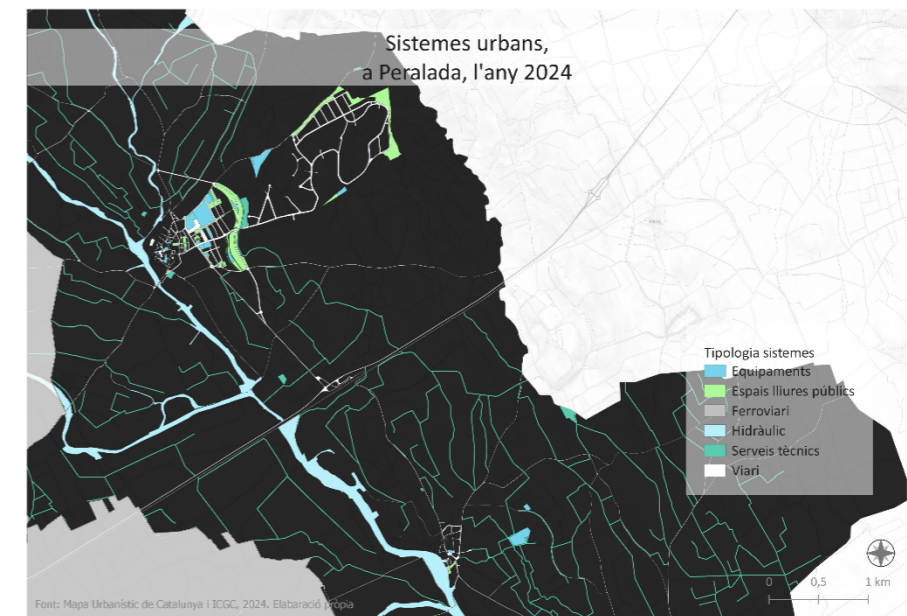 Sistemes urbans,
a Peralada, l'any 2024
Tipologia sistemes
Equipaments
Espais lliures públics
Ferroviari
Hidràulic
Serveis tècnics
Viari
0 0,5 1 km
Font: Mapa Urbanístic de Catalunya i ICGC, 2024. Elabaració pròpia